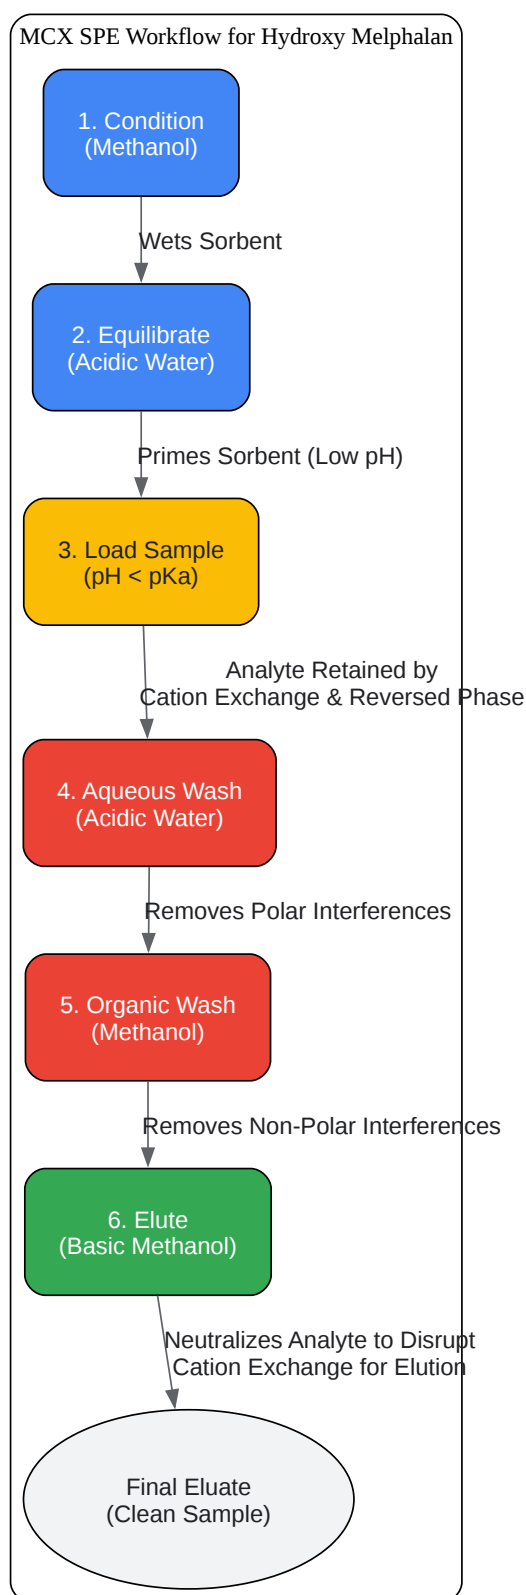 MCX SPE Workflow for Hydroxy Melphalan
1. Condition
(Methanol)
Wets Sorbent
2. Equilibrate
(Acidic Water)
Primes Sorbent (Low pH)
3. Load Sample
(pH < pKa)
Analyte Retained by
Cation Exchange & Reversed Phase
4. Aqueous Wash
(Acidic Water)
Removes Polar Interferences
5. Organic Wash
(Methanol)
Removes Non-Polar Interferences
6. Elute
(Basic Methanol)
Neutralizes Analyte to Disrupt
Cation Exchange for Elution
Final Eluate
(Clean Sample)